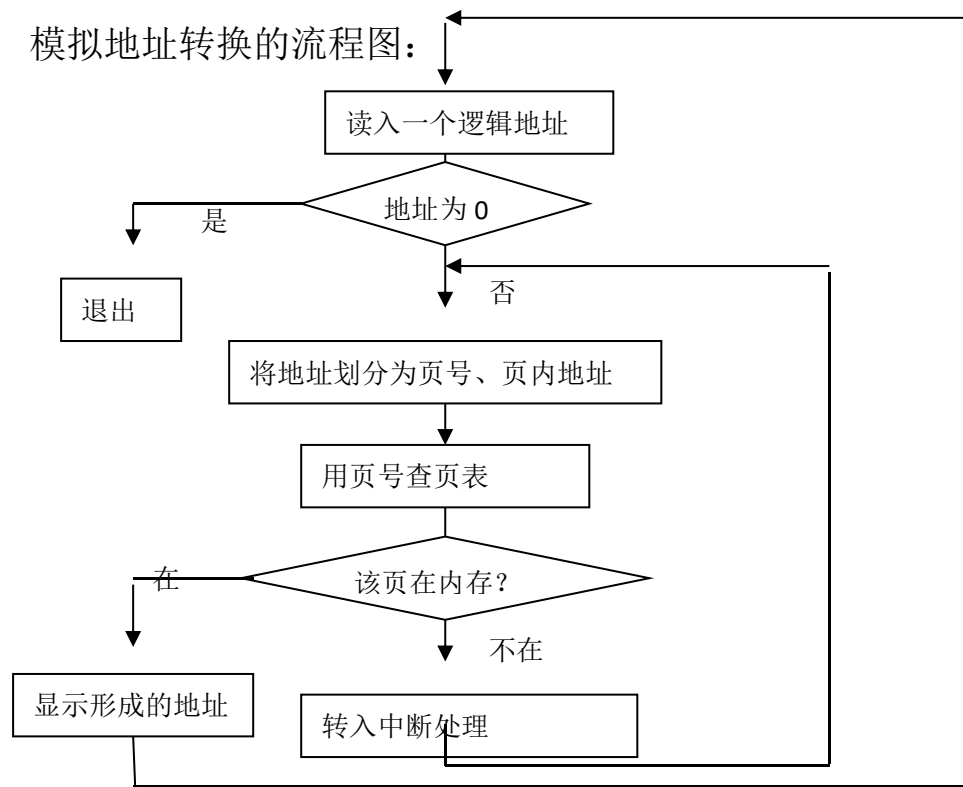 模拟地址转换的流程图：
读入一个逻辑地址
地址为 0
是
否
退出
将地址划分为页号、页内地址
用页号查页表
在
该页在内存？
不在
显示形成的地址
转入中断处理